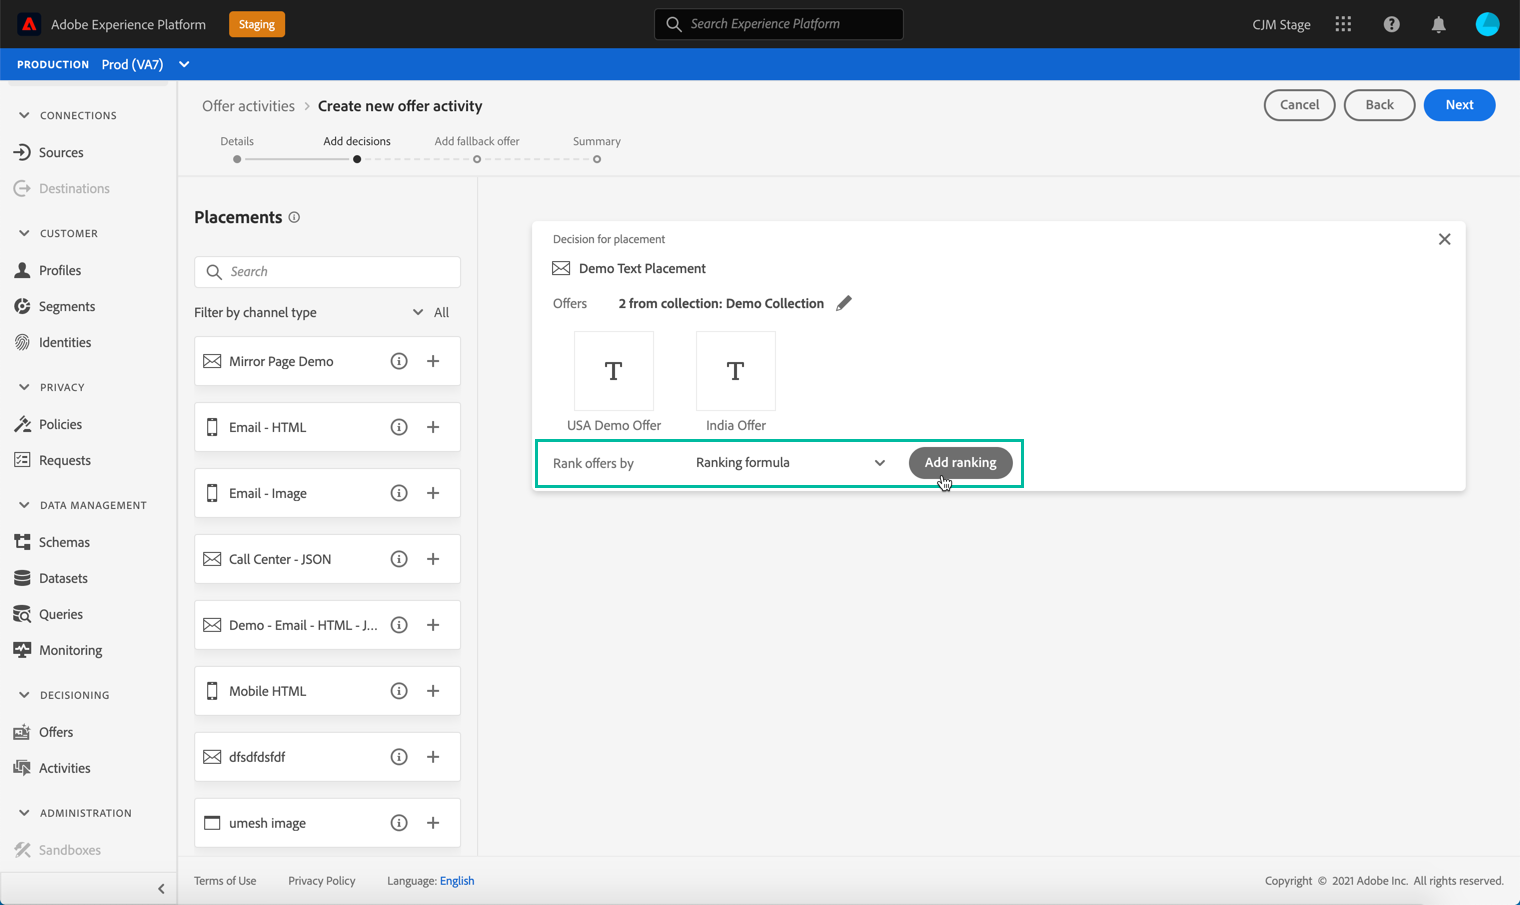 Adobe Experience Platform
Staging
Search Experience Platform
CJM Stage
PRODUCTION Prod (VA7)
CONNECTIONS
Sources
Destinations
CUSTOMER
Profiles
Segments
Identities
PRIVACY
Policies
Requests
DATA MANAGEMENT
Schemas
Datasets
Queries
Monitoring
DECISIONING
Offers
Activities
ADMINISTRATION
Sandboxes
Offer activities > Create new offer activity
Cancel
Back
Next
Details
Add decisions
Add fallback offer
Summary
Placements
Search
Filter by channel type
All
Mirror Page Demo
Email - HTML
Email - Image
Call Center - JSON
Demo - Email - HTML - J...
Mobile HTML
dfsdfdsfdf
umesh image
Decision for placement
Demo Text Placement
Offers 2 from collection: Demo Collection
T T
USA Demo Offer India Offer
Rank offers by Ranking formula Add ranking
Terms of Use Privacy Policy Language: English
Copyright © 2021 Adobe Inc. All rights reserved.